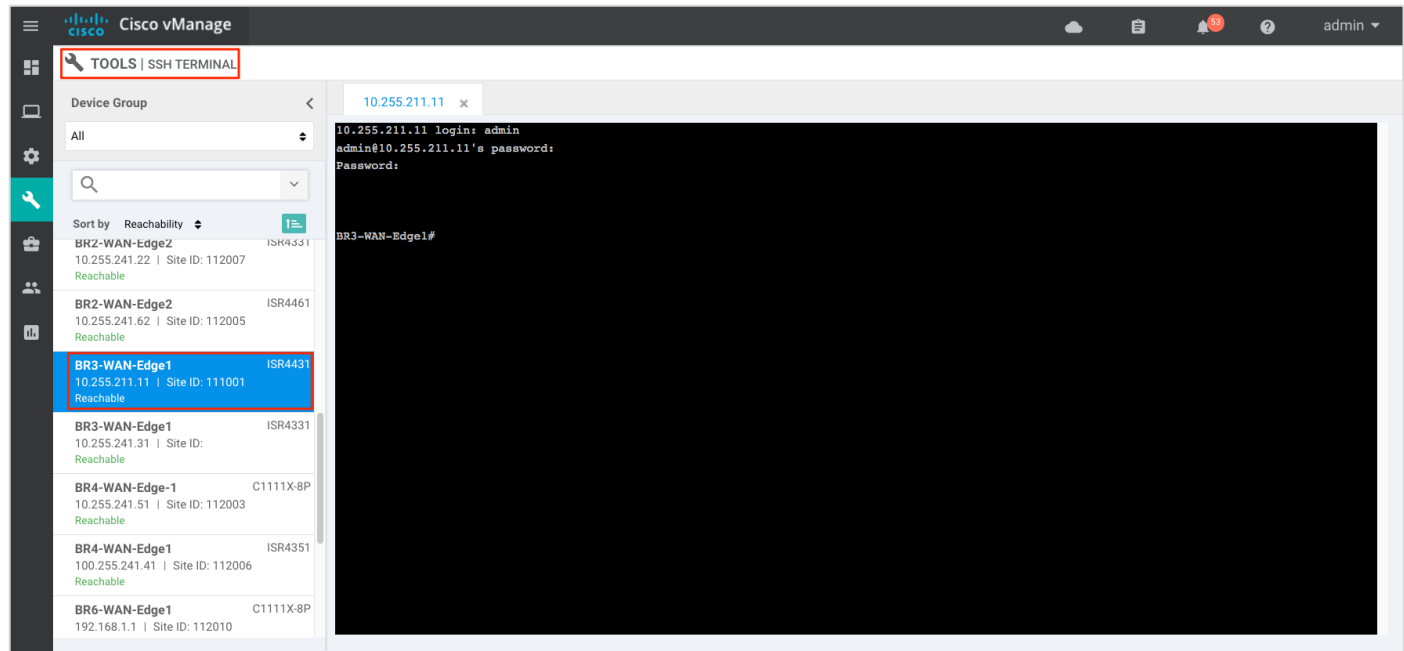 cisco Cisco vManage
53
admin
TOOLS | SSH TERMINAL
Device Group
All
Sort by Reachability
BR2-WAN-Edge2 ISR4331
10.255.241.22 | Site ID: 112007
Reachable
BR2-WAN-Edge2 ISR4461
10.255.241.62 | Site ID: 112005
Reachable
BR3-WAN-Edge1 ISR4431
10.255.211.11 | Site ID: 111001
Reachable
BR3-WAN-Edge1 ISR4331
10.255.241.31 | Site ID:
Reachable
BR4-WAN-Edge-1 C1111X-8P
10.255.241.51 | Site ID: 112003
Reachable
BR4-WAN-Edge1 ISR4351
100.255.241.41 | Site ID: 112006
Reachable
BR6-WAN-Edge1 C1111X-8P
192.168.1.1 | Site ID: 112010
10.255.211.11 x
10.255.211.11 login: admin
admin@10.255.211.11's password:
Password:
BR3-WAN-Edge1#